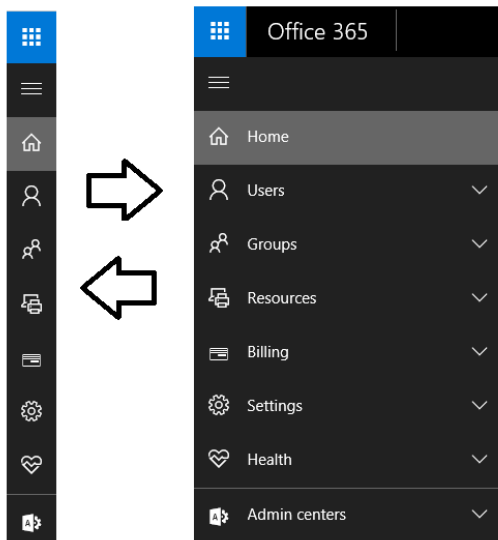 Office 365
Home
Users
Groups
Resources
Billing
Settings
Health
Admin centers